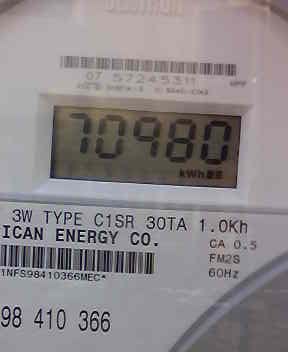 07 57245311
70980
kWh
3W TYPE C1SR 30TA 1.0Kh
ICAN ENERGY CO.
CA 0.5
FM2S
60Hz
1NFS98410366MEC*
98 410 366